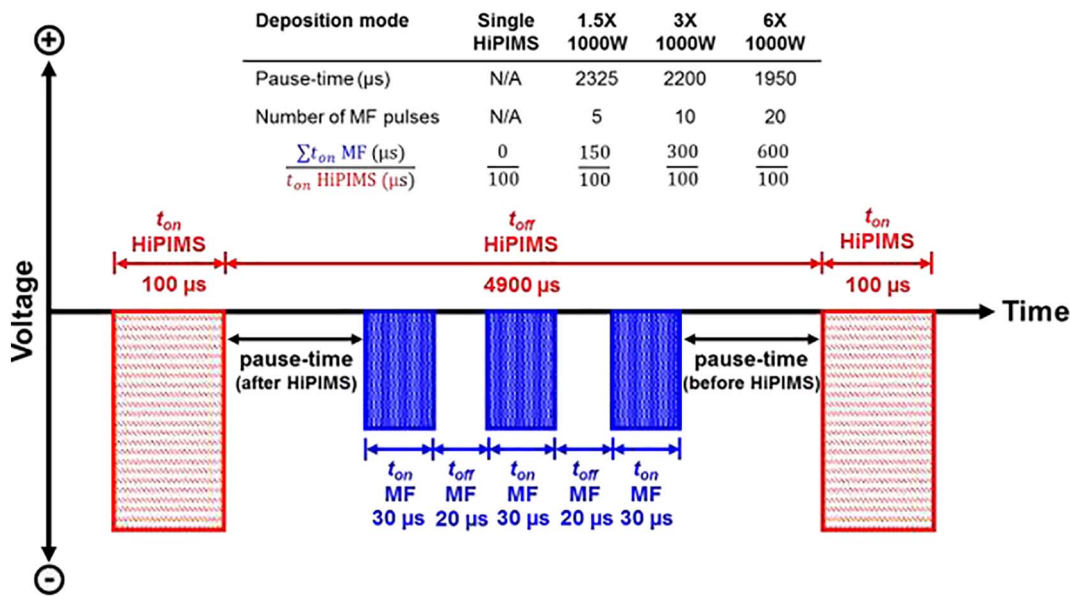 Deposition mode Single HiPIMS 1.5X 1000W 3X 1000W 6X 1000W
Pause-time (µs) N/A 2325 2200 1950
Number of MF pulses N/A 5 10 20
∑t_on MF (µs) 0 150 300 600
t_on HiPIMS (µs) 100 100 100 100
t_on t_off t_on
HiPIMS HiPIMS HiPIMS
100 µs 4900 µs 100 µs
+
Voltage
Time
pause-time pause-time
(after HiPIMS) (before HiPIMS)
t_on t_off t_on t_off t_on
MF MF MF MF MF
30 µs 20 µs 30 µs 20 µs 30 µs
-